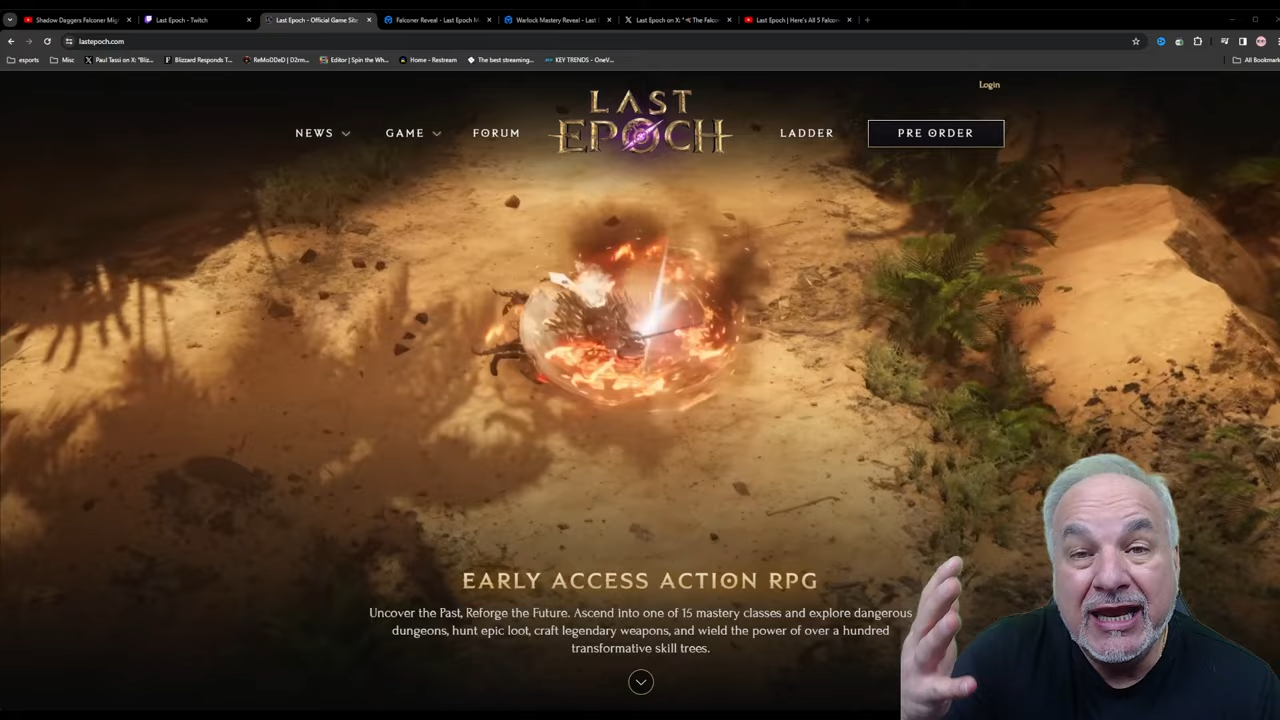 Shadow Daggers Falconer Mig
Last Epoch - Twitch
Last Epoch - Official Game Site
Falconer Reveal - Last Epoch M
Warlock Mastery Reveal - Last
Last Epoch on X: "The Falco
Last Epoch | Here's All 5 Falcon
lastepoch.com
esports
Misc
Paul Tassi on X: "Bliz...
Blizzard Responds T...
ReMoDDeD | D2rm...
Editor | Spin the Wh...
Home - Restream
The best streaming...
KEY TRENDS - OneV...
All Bookmark
Login
NEWS
GAME
FORUM
LAST
EPOCH
LADDER
PRE ORDER
EARLY ACCESS ACTION RPG
Uncover the Past, Reforge the Future. Ascend into one of 15 mastery classes and explore dangerous
dungeons, hunt epic loot, craft legendary weapons, and wield the power of over a hundred
transformative skill trees.